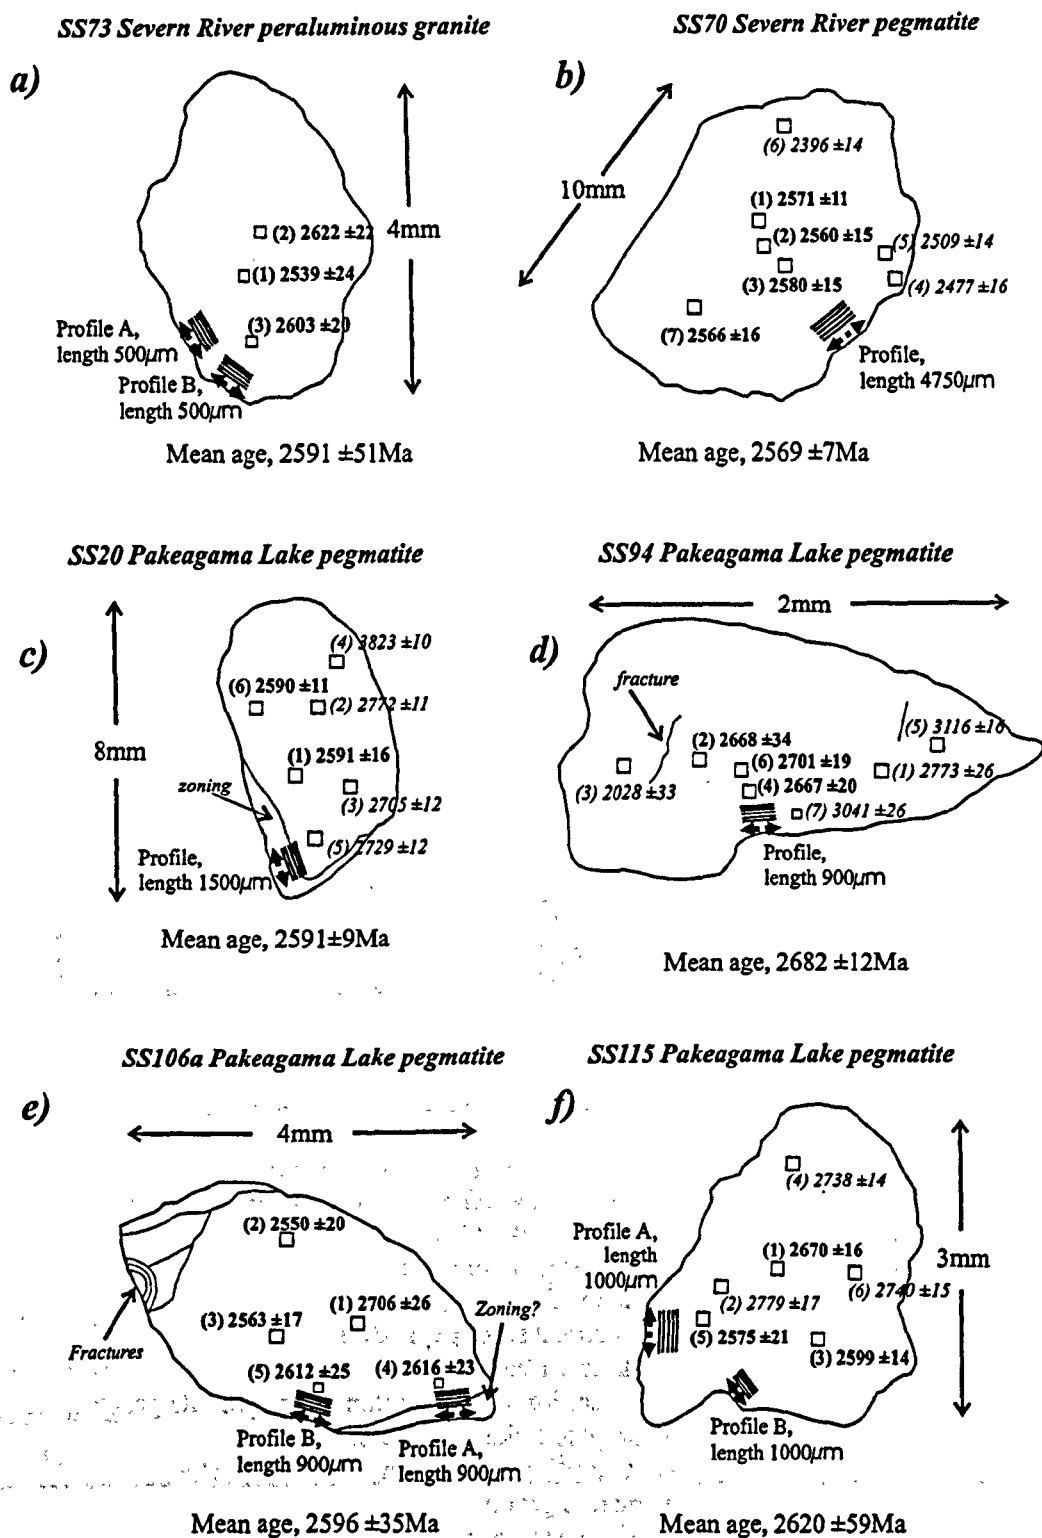 SS73 Severn River peraluminous granite
a)
(2) 2622 ±22
4mm
(1) 2539 ±24
(3) 2603 ±20
Profile A,
length 500µm
Profile B,
length 500µm
Mean age, 2591 ±51Ma
SS70 Severn River pegmatite
b)
(6) 2396 ±14
10mm
(1) 2571 ±11
(2) 2560 ±15
(5) 2509 ±14
(3) 2580 ±15
(4) 2477 ±16
(7) 2566 ±16
Profile,
length 4750µm
Mean age, 2569 ±7Ma
SS20 Pakeagama Lake pegmatite
c)
(4) 3823 ±10
(6) 2590 ±11
(2) 2772 ±11
8mm
(1) 2591 ±16
zoning
(3) 2705 ±12
(5) 2729 ±12
Profile,
length 1500µm
Mean age, 2591±9Ma
SS94 Pakeagama Lake pegmatite
2mm
d)
fracture
(5) 3116 ±16
(2) 2668 ±34
(6) 2701 ±19
(1) 2773 ±26
(3) 2028 ±33
(4) 2667 ±20
(7) 3041 ±26
Profile,
length 900µm
Mean age, 2682 ±12Ma
SS106a Pakeagama Lake pegmatite
e)
4mm
(2) 2550 ±20
(1) 2706 ±26
Zoning?
(3) 2563 ±17
Fractures
(5) 2612 ±25
(4) 2616 ±23
Profile B,
length 900µm
Profile A,
length 900µm
Mean age, 2596 ±35Ma
SS115 Pakeagama Lake pegmatite
f)
(4) 2738 ±14
Profile A,
length
1000µm
(1) 2670 ±16
3mm
(2) 2779 ±17
(6) 2740 ±15
(5) 2575 ±21
(3) 2599 ±14
Profile B,
length 1000µm
Mean age, 2620 ±59Ma